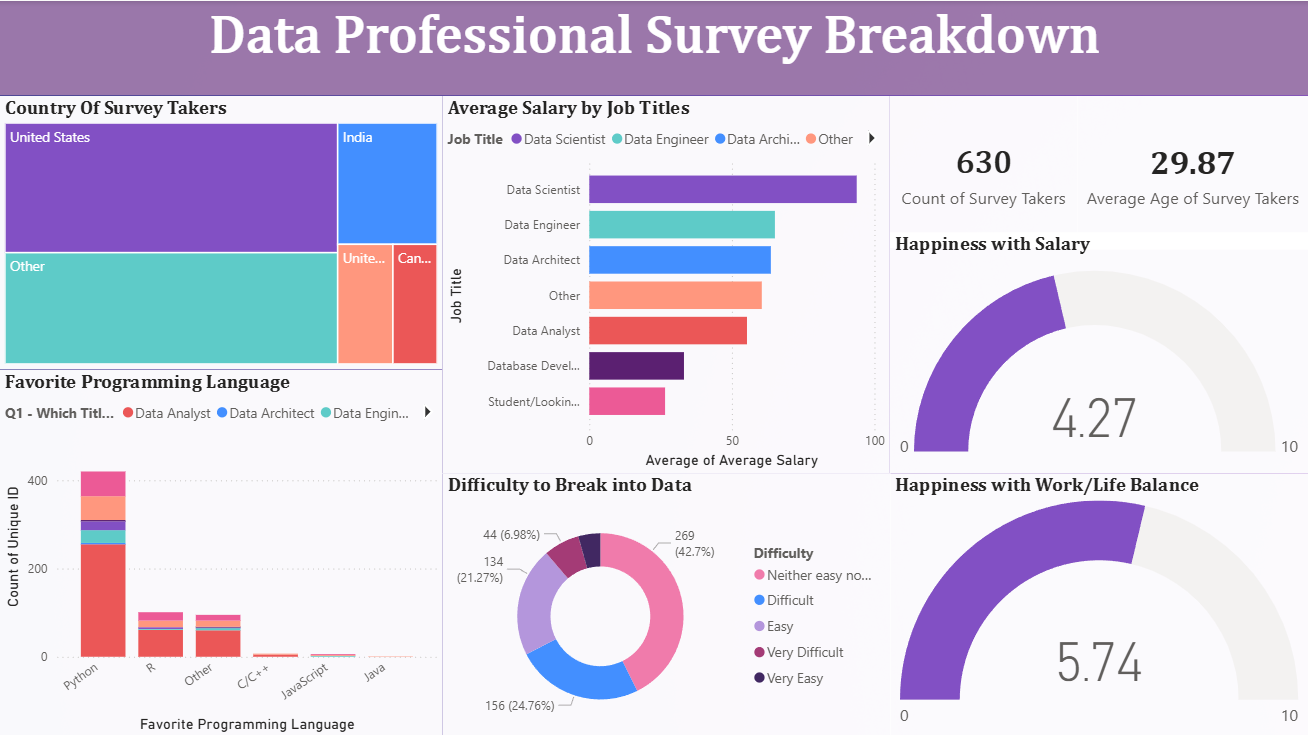 Data Professional Survey Breakdown
Country Of Survey Takers
United States
India
Other
Unite...
Can...
Favorite Programming Language
Q1 - Which Titl... Data Analyst Data Architect Data Engin...
Count of Unique ID
400
200
0
Python
R
Other
C/C++
JavaScript
Java
Favorite Programming Language
Average Salary by Job Titles
Job Title Data Scientist Data Engineer Data Archi... Other
Job Title
Data Scientist
Data Engineer
Data Architect
Other
Data Analyst
Database Devel...
Student/Lookin...
0 50 100
Average of Average Salary
Difficulty to Break into Data
44 (6.98%)
269
(42.7%)
134
(21.27%)
156 (24.76%)
Difficulty
Neither easy no...
Difficult
Easy
Very Difficult
Very Easy
630
Count of Survey Takers
29.87
Average Age of Survey Takers
Happiness with Salary
4.27
0 10
Happiness with Work/Life Balance
5.74
0 10